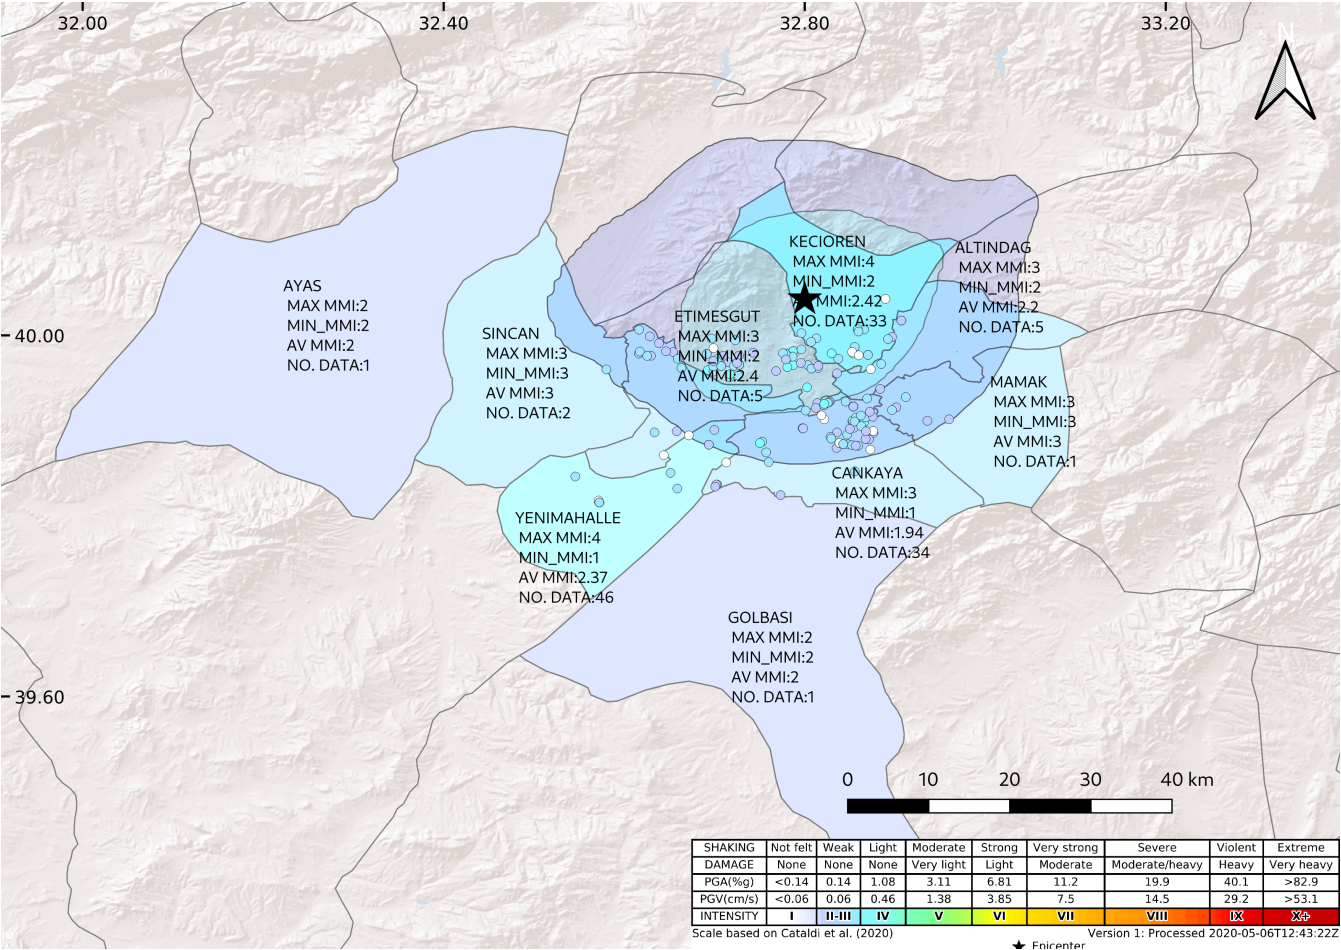 32.00 32.40 32.80 33.20
N
KECIOREN
MAX MMI:4
MIN_MMI:2
AV MMI:2.42
NO. DATA:33
ALTINDAG
MAX MMI:3
MIN_MMI:2
AV MMI:2.2
NO. DATA:5
AYAS
MAX MMI:2
MIN_MMI:2
AV MMI:2
NO. DATA:1
ETIMESGUT
MAX MMI:3
MIN_MMI:2
AV MMI:2.4
NO. DATA:5
40.00
SINCAN
MAX MMI:3
MIN_MMI:3
AV MMI:3
NO. DATA:2
MAMAK
MAX MMI:3
MIN_MMI:3
AV MMI:3
NO. DATA:1
CANKAYA
MAX MMI:3
MIN_MMI:1
AV MMI:1.94
NO. DATA:34
YENIMAHALLE
MAX MMI:4
MIN_MMI:1
AV MMI:2.37
NO. DATA:46
GOLBASI
MAX MMI:2
MIN_MMI:2
AV MMI:2
NO. DATA:1
39.60
0 10 20 30 40 km
SHAKING Not felt Weak Light Moderate Strong Very strong Severe Violent Extreme
DAMAGE None None None Very light Light Moderate Moderate/heavy Heavy Very heavy
PGA(%g) <0.14 0.14 1.08 3.11 6.81 11.2 19.9 40.1 >82.9
PGV(cm/s) <0.06 0.06 0.46 1.38 3.85 7.5 14.5 29.2 >53.1
INTENSITY I II-III IV V VI VII VIII IX X+
Scale based on Cataldi et al. (2020) Version 1: Processed 2020-05-06T12:43:22Z
Epicenter